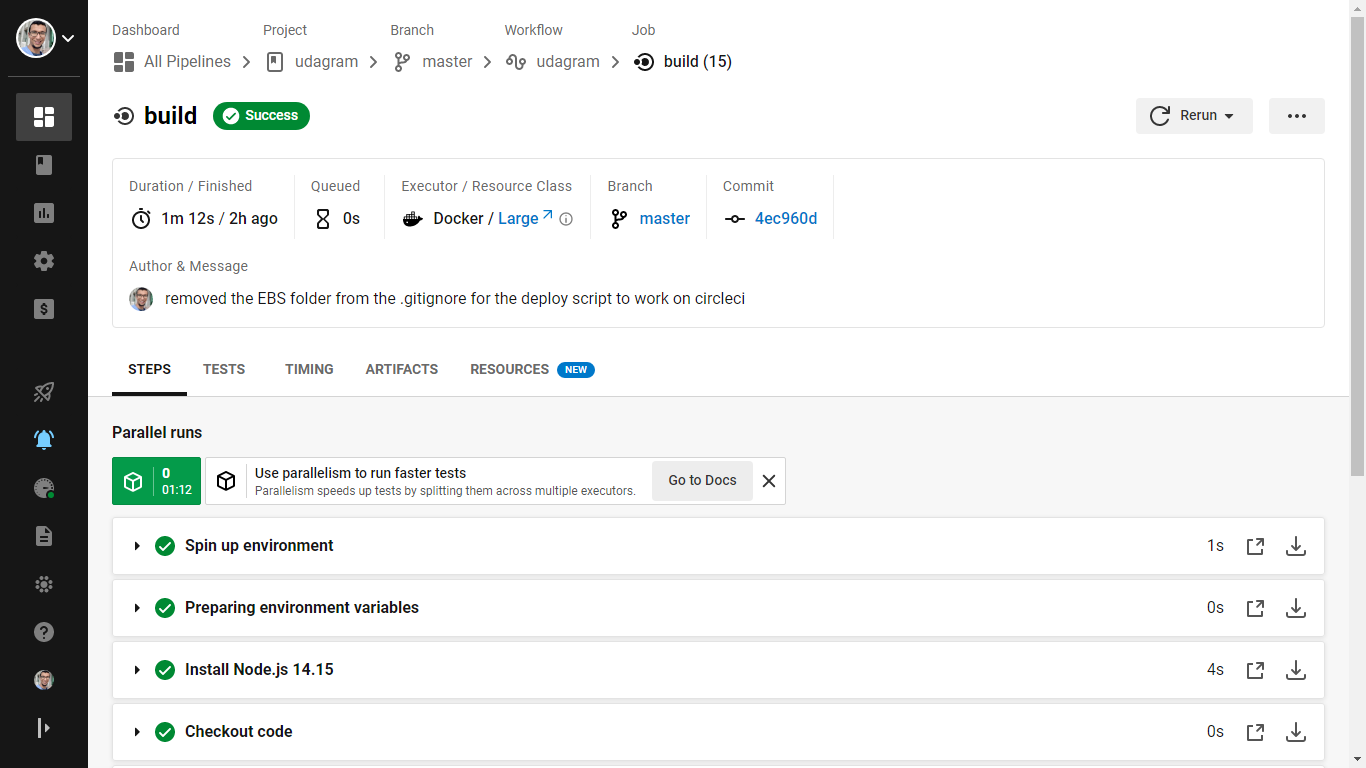 Dashboard Project Branch Workflow Job
All Pipelines udagram master udagram build (15)
build Success Rerun
Duration / Finished Queued Executor / Resource Class Branch Commit
1m 12s / 2h ago 0s Docker / Large master 4ec960d
Author & Message
removed the EBS folder from the .gitignore for the deploy script to work on circleci
STEPS TESTS TIMING ARTIFACTS RESOURCES NEW
Parallel runs
0
01:12
Use parallelism to run faster tests
Parallelism speeds up tests by splitting them across multiple executors.
Go to Docs
Spin up environment 1s
Preparing environment variables 0s
Install Node.js 14.15 4s
Checkout code 0s